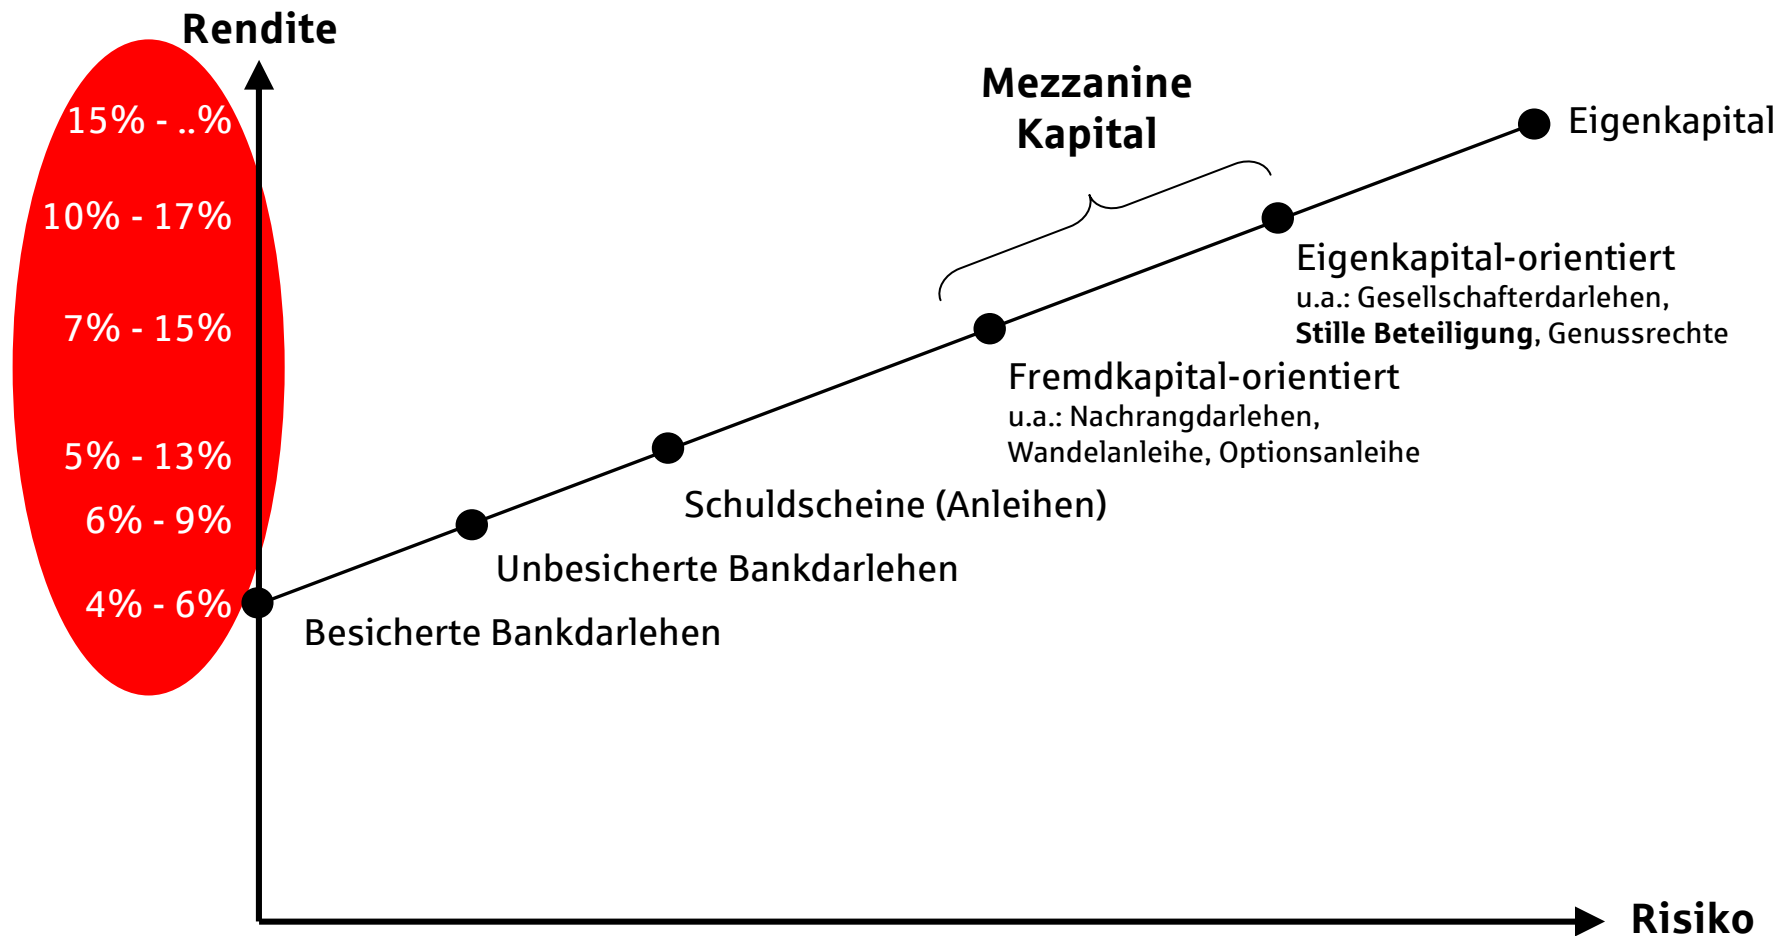 Rendite
15% - ..%
10% - 17%
7% - 15%
5% - 13%
6% - 9%
4% - 6%
Mezzanine
Kapital
Eigenkapital
Eigenkapital-orientiert
u.a.: Gesellschafterdarlehen,
Stille Beteiligung, Genussrechte
Fremdkapital-orientiert
u.a.: Nachrangdarlehen,
Wandelanleihe, Optionsanleihe
Schuldscheine (Anleihen)
Unbesicherte Bankdarlehen
Besicherte Bankdarlehen
Risiko